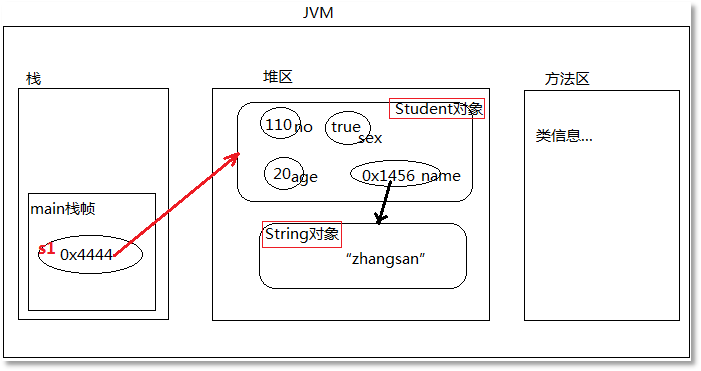 JVM
栈
堆区
方法区
Student对象
110 no
true
sex
20 age
0x1456 name
类信息...
main栈帧
s1 0x4444
String对象
“zhangsan”